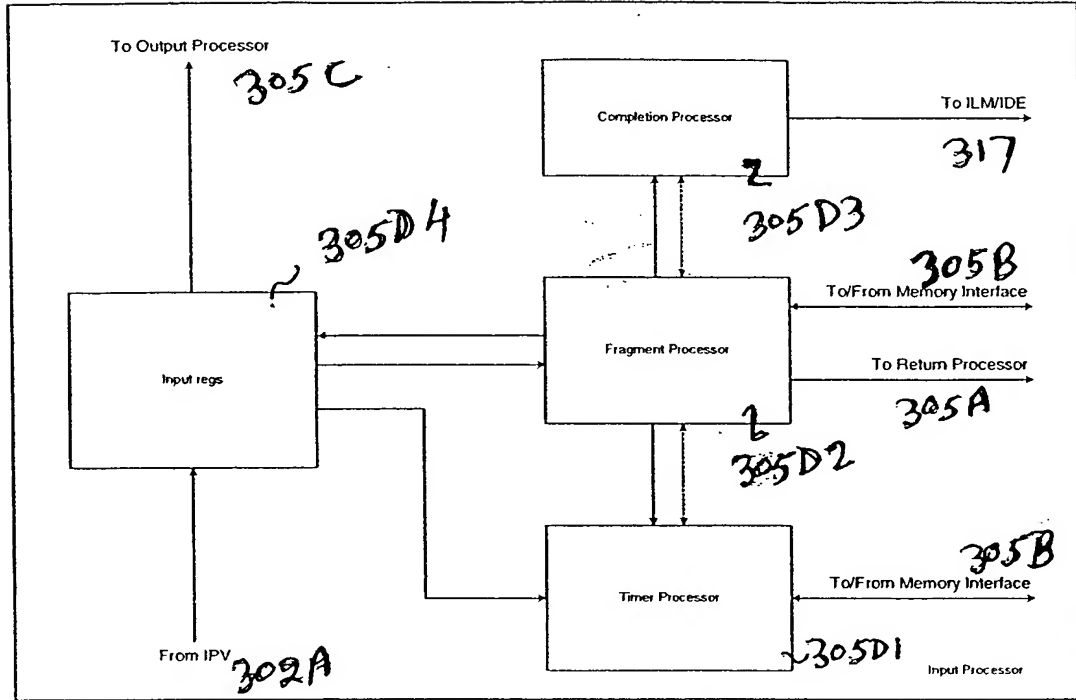 To Output Processor
305C
Completion Processor
To ILM/IDE
317
305D3
305D4
305B
To/From Memory Interface
Input regs
Fragment Processor
To Return Processor
305A
305D2
305B
To/From Memory Interface
Timer Processor
305D1
From IPV
302A
Input Processor